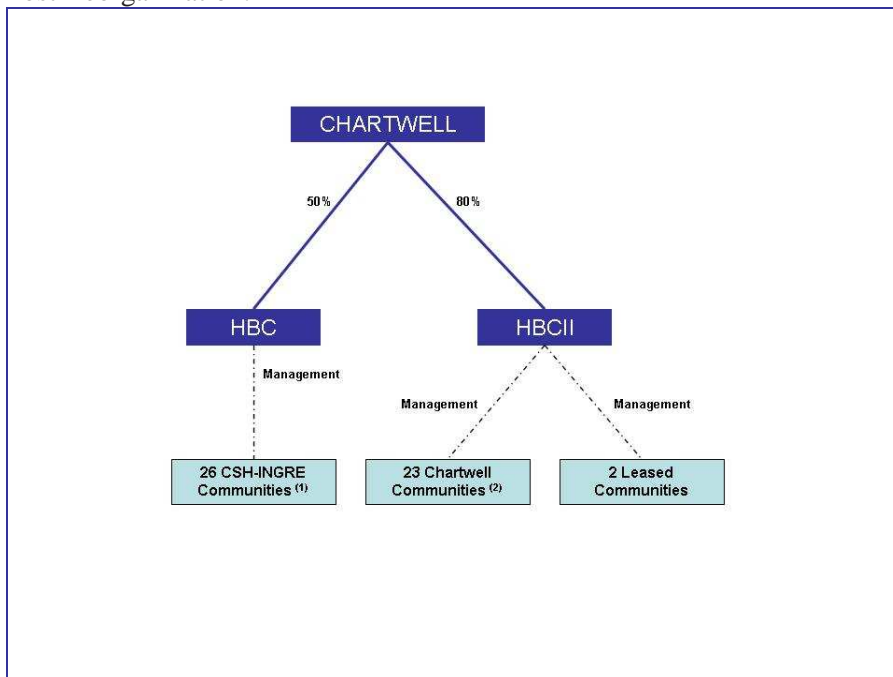 CHARTWELL
50%
80%
HBC
HBCII
Management
Management
Management
26 CSH-INGRE
Communities (1)
23 Chartwell
Communities (2)
2 Leased
Communities